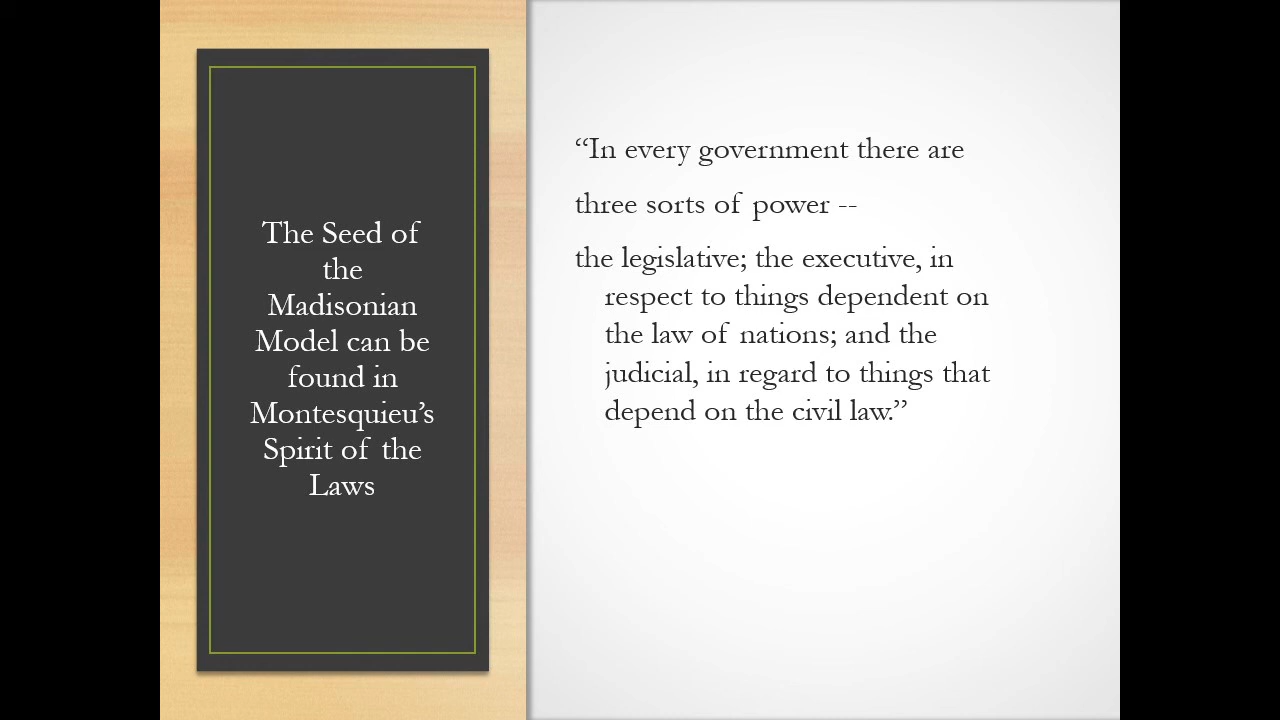 The Seed of
the
Madisonian
Model can be
found in
Montesquieu’s
Spirit of the
Laws
“In every government there are
three sorts of power --
the legislative; the executive, in
respect to things dependent on
the law of nations; and the
judicial, in regard to things that
depend on the civil law.”